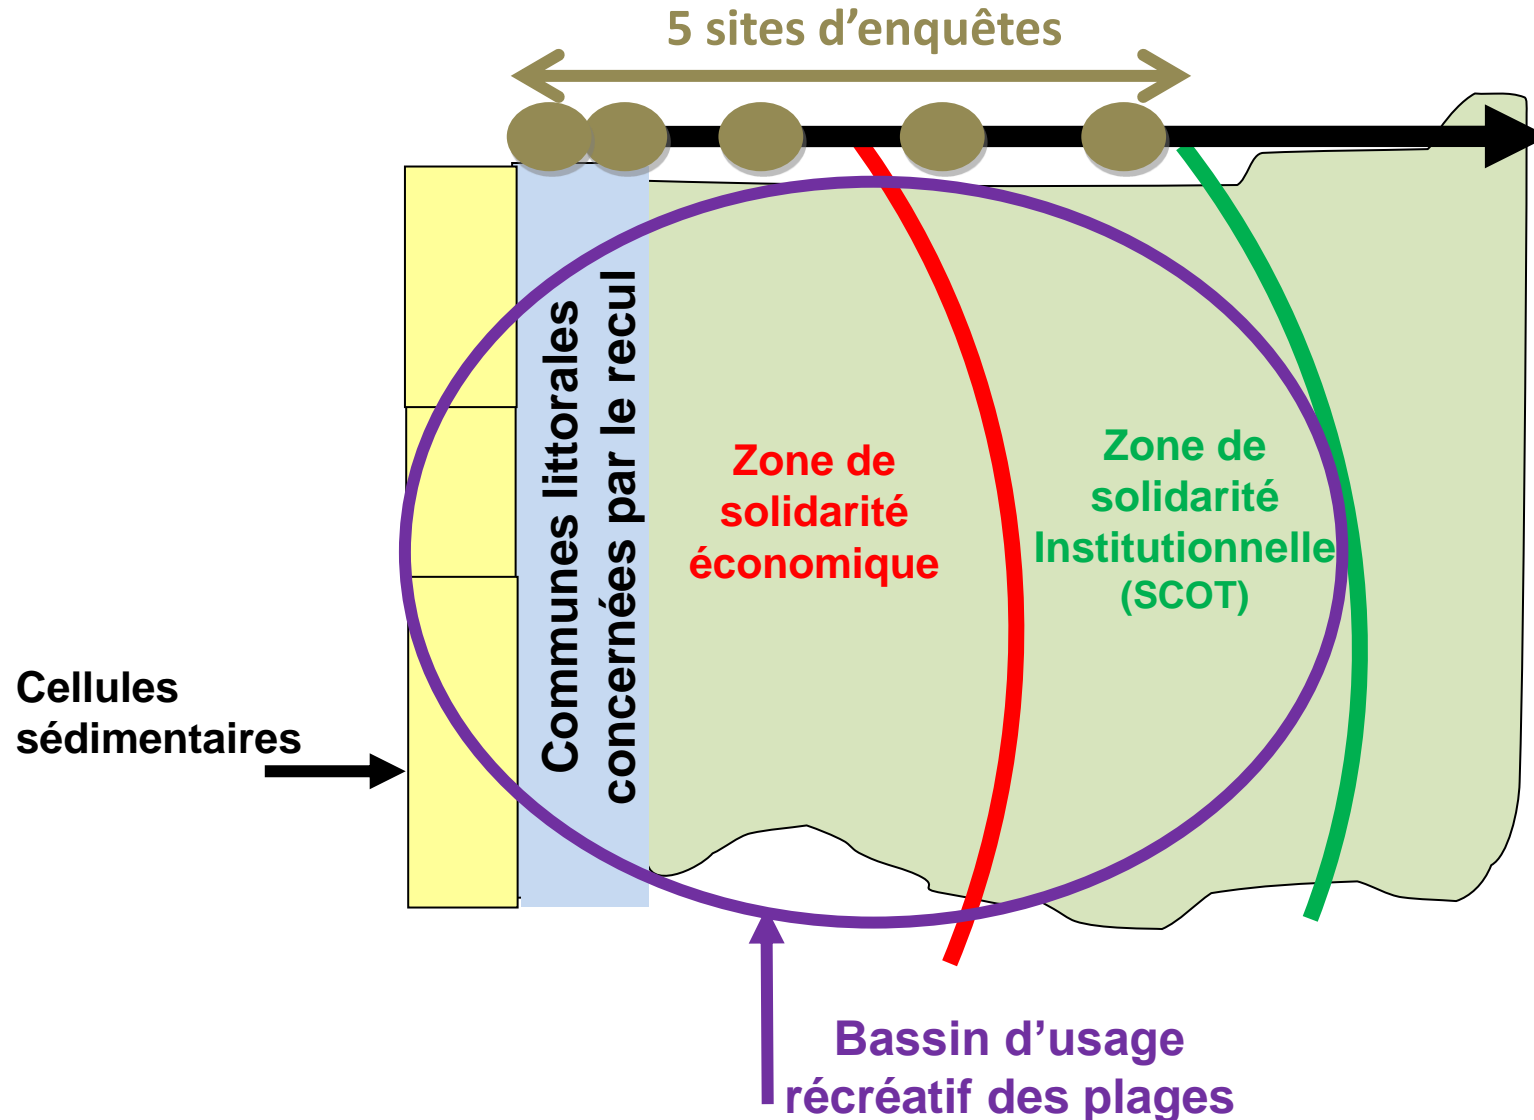 5 sites d’enquêtes
Communes littorales
concernées par le recul
Zone de
solidarité
économique
Zone de
solidarité
Institutionnelle
(SCOT)
Cellules
sédimentaires
Bassin d’usage
récréatif des plages